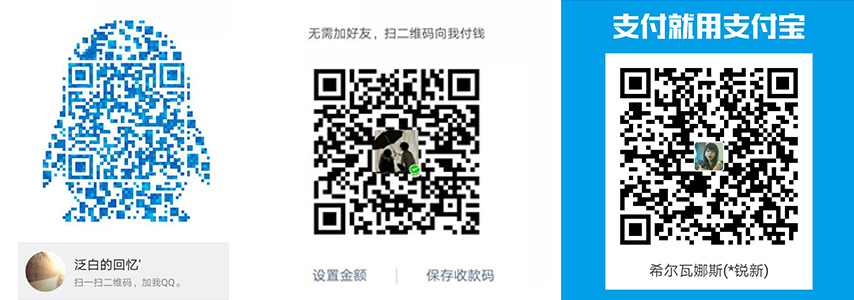 泛白的回忆'
扫一扫二维码，加我QQ。
无需加好友，扫二维码向我付钱
设置金额
保存收款码
支付就用支付宝
希尔瓦娜斯(*锐新)